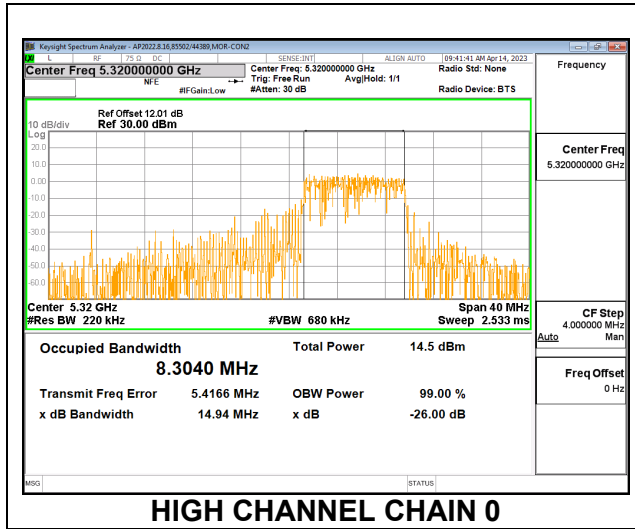 Keysight Spectrum Analyzer - AP2022.8.16,85502/44389,MOR-CON2
L RF 75 Ω DC SENSE:INT ALIGN AUTO 09:41:41 AM Apr 14, 2023
Center Freq 5.320000000 GHz
NFE
#IFGain:Low
Center Freq: 5.320000000 GHz
Trig: Free Run Avg|Hold: 1/1
#Atten: 30 dB
Radio Std: None
Radio Device: BTS
Frequency
Ref Offset 12.01 dB
10 dB/div Ref 30.00 dBm
Log
20.0
10.0
0.00
-10.0
-20.0
-30.0
-40.0
-50.0
-60.0
Center Freq
5.320000000 GHz
Center 5.32 GHz Span 40 MHz
#Res BW 220 kHz #VBW 680 kHz Sweep 2.533 ms
CF Step
4.000000 MHz
Auto Man
Freq Offset
0 Hz
Occupied Bandwidth Total Power 14.5 dBm
8.3040 MHz
Transmit Freq Error 5.4166 MHz OBW Power 99.00 %
x dB Bandwidth 14.94 MHz x dB -26.00 dB
MSG STATUS
HIGH CHANNEL CHAIN 0